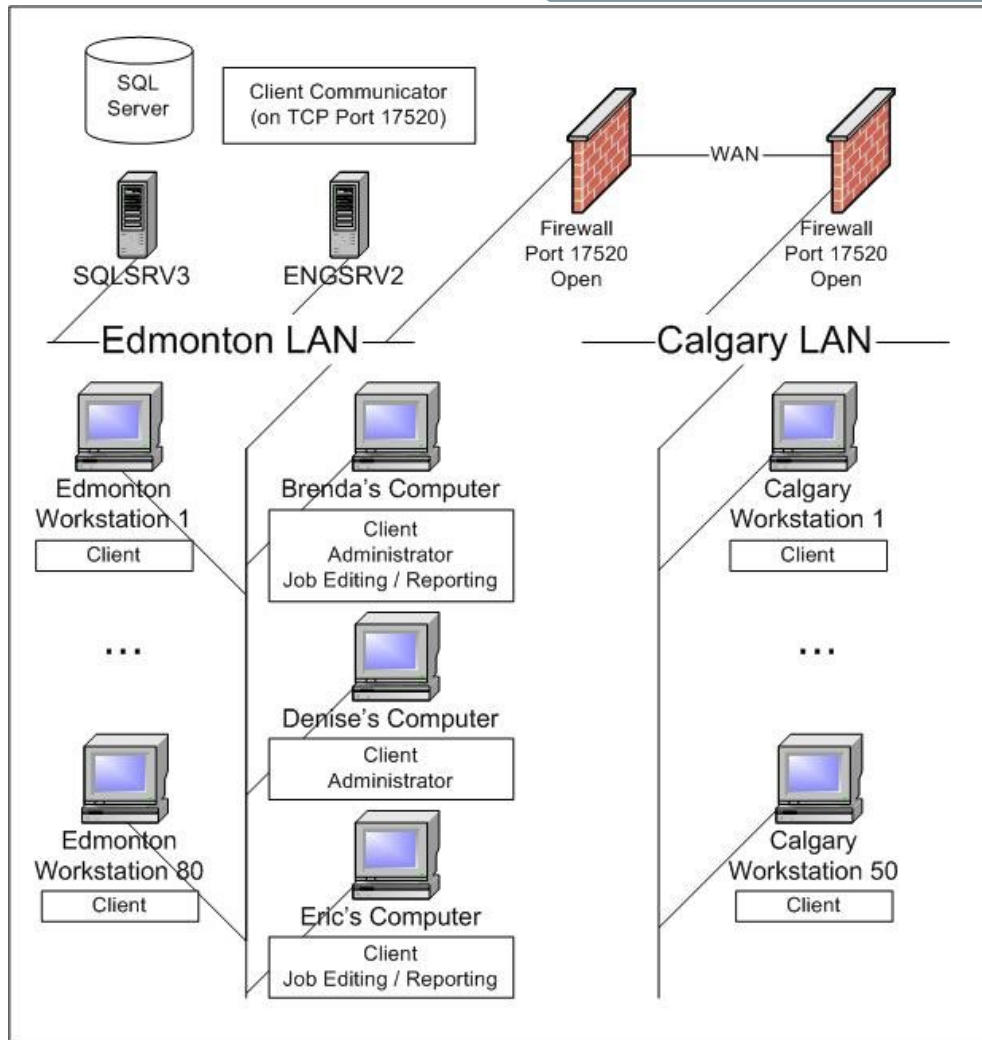 SQL
Server
Client Communicator
(on TCP Port 17520)
SQLSRV3
ENGSRV2
WAN
Firewall
Port 17520
Open
Firewall
Port 17520
Open
Edmonton LAN
Calgary LAN
Edmonton
Workstation 1
Client
Brenda's Computer
Client
Administrator
Job Editing / Reporting
Calgary
Workstation 1
Client
...
Denise's Computer
Client
Administrator
...
Edmonton
Workstation 80
Client
Eric's Computer
Client
Job Editing / Reporting
Calgary
Workstation 50
Client